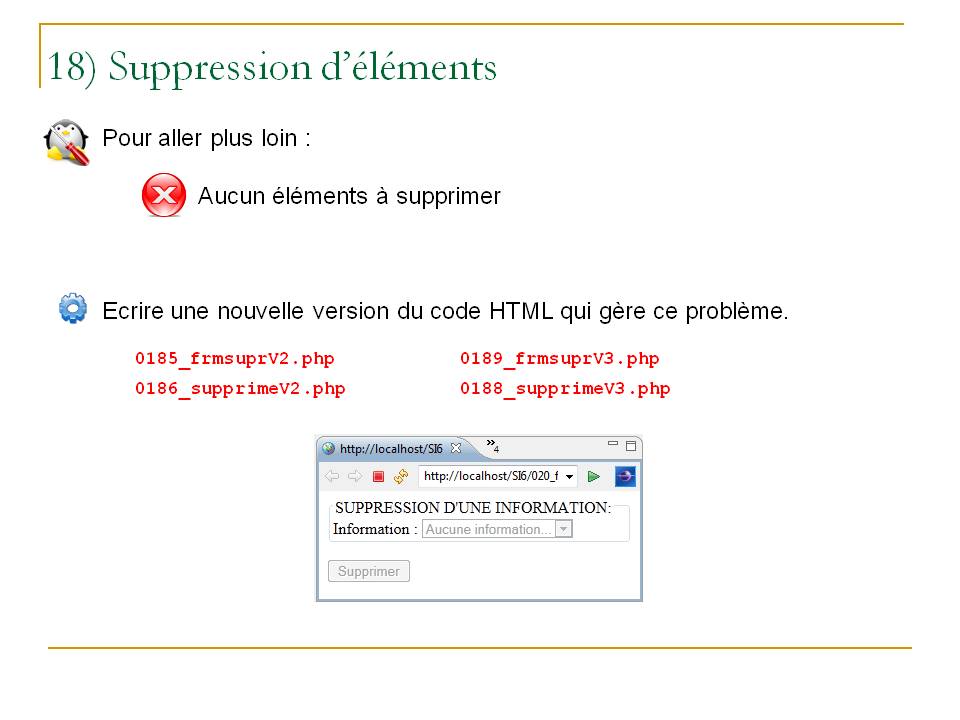 18) Suppression d'éléments
Pour aller plus loin :
Aucun éléments à supprimer
Ecrire une nouvelle version du code HTML qui gère ce problème.
0185_frmsuprV2.php 0189_frmsuprV3.php
0186_supprimeV2.php 0188_supprimeV3.php
http://localhost/SI6 4
http://localhost/SI6/020_f
SUPPRESSION D'UNE INFORMATION:
Information : Aucune information...
Supprimer